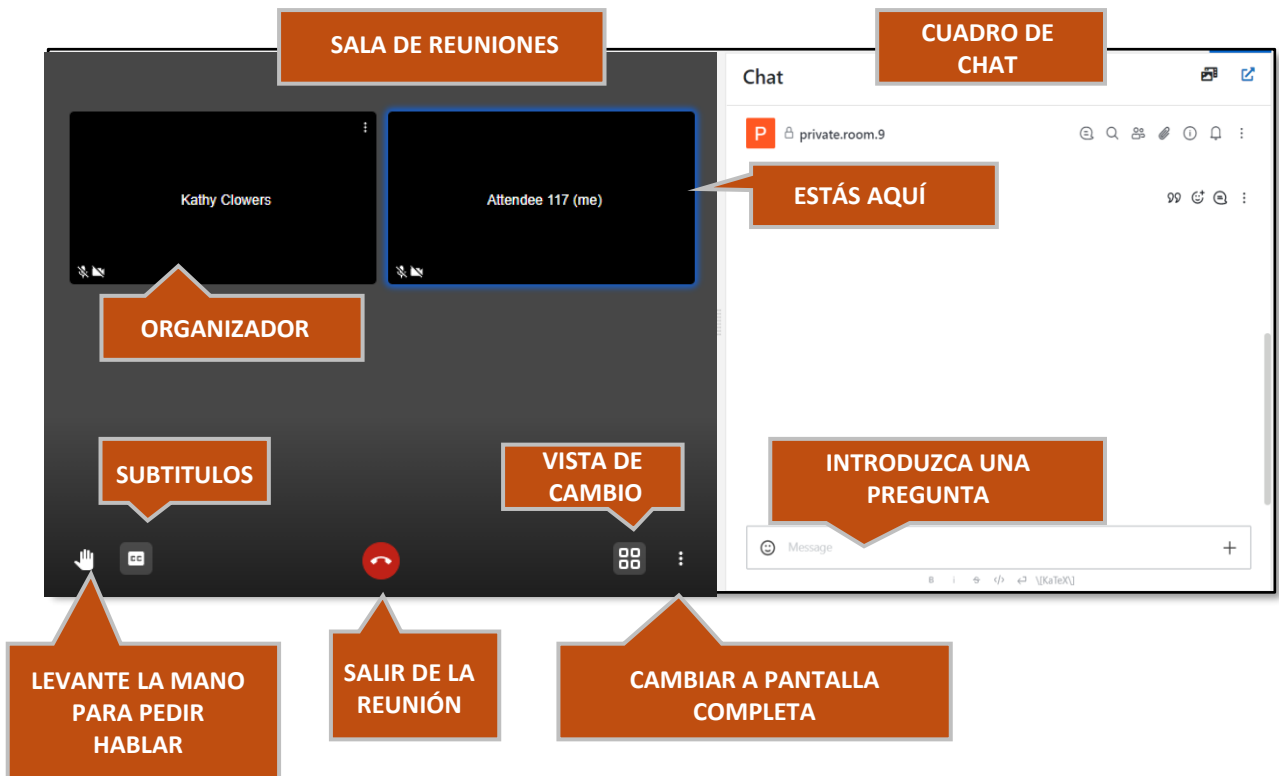 SALA DE REUNIONES
CUADRO DE
CHAT
Chat
P
private.room.9
Kathy Clowers
Attendee 117 (me)
ESTÁS AQUÍ
ORGANIZADOR
SUBTITULOS
VISTA DE
CAMBIO
INTRODUZCA UNA
PREGUNTA
CC
Message
B i S </> \[KaTeX\]
LEVANTE LA MANO
PARA PEDIR
HABLAR
SALIR DE LA
REUNIÓN
CAMBIAR A PANTALLA
COMPLETA